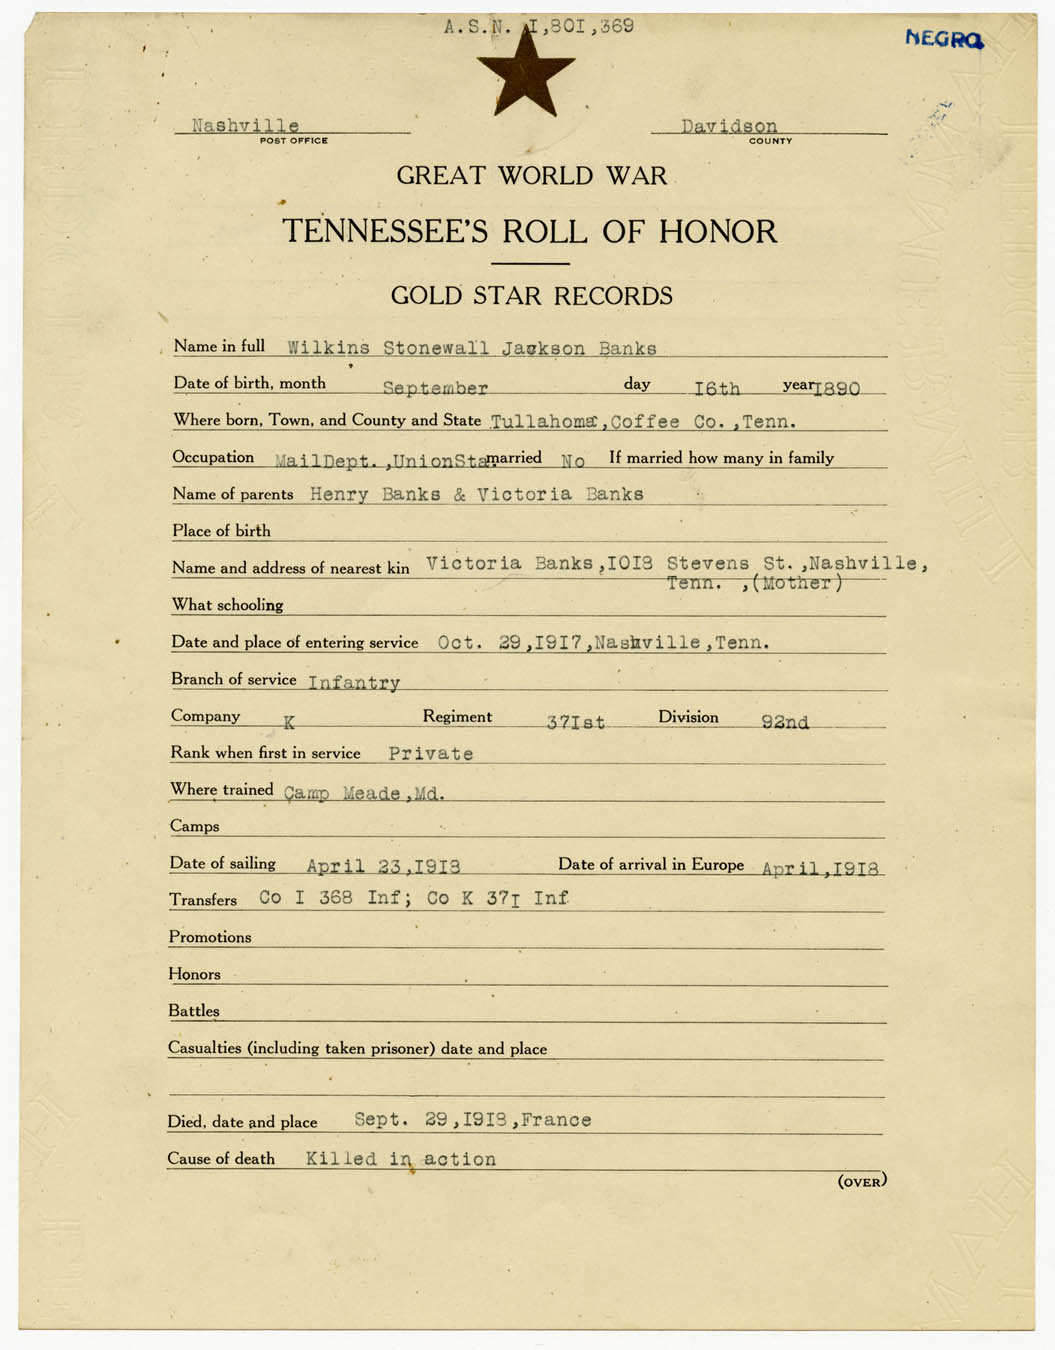 A.S.N. 1,801,369
NEGRO
Nashville Davidson
POST OFFICE COUNTY
GREAT WORLD WAR
TENNESSEE'S ROLL OF HONOR
GOLD STAR RECORDS
Name in full Wilkins Stonewall Jackson Banks
Date of birth, month September day 16th year 1890
Where born, Town, and County and State Tullahoma,Coffee Co.,Tenn.
Occupation MailDept.,UnionSta. married No If married how many in family
Name of parents Henry Banks & Victoria Banks
Place of birth
Name and address of nearest kin Victoria Banks,1018 Stevens St.,Nashville,
Tenn. ,(Mother)
What schooling
Date and place of entering service Oct. 29,1917,Nashville,Tenn.
Branch of service Infantry
Company K Regiment 371st Division 92nd
Rank when first in service Private
Where trained Camp Meade,Md.
Camps
Date of sailing April 23,1918 Date of arrival in Europe April,1918
Transfers Co I 368 Inf; Co K 371 Inf
Promotions
Honors
Battles
Casualties (including taken prisoner) date and place
Died, date and place Sept. 29,1918,France
Cause of death Killed in action
(OVER)